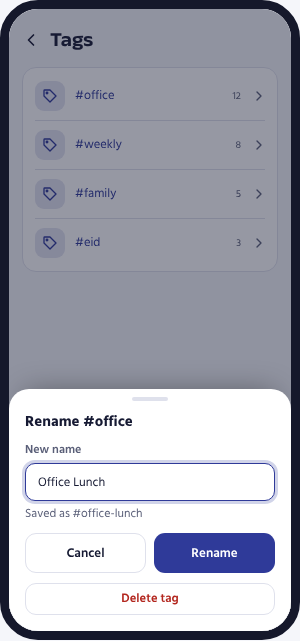 Tags
#office 12
#weekly 8
#family 5
#eid 3
Rename #office
New name
Office Lunch
Saved as #office-lunch
Cancel Rename
Delete tag